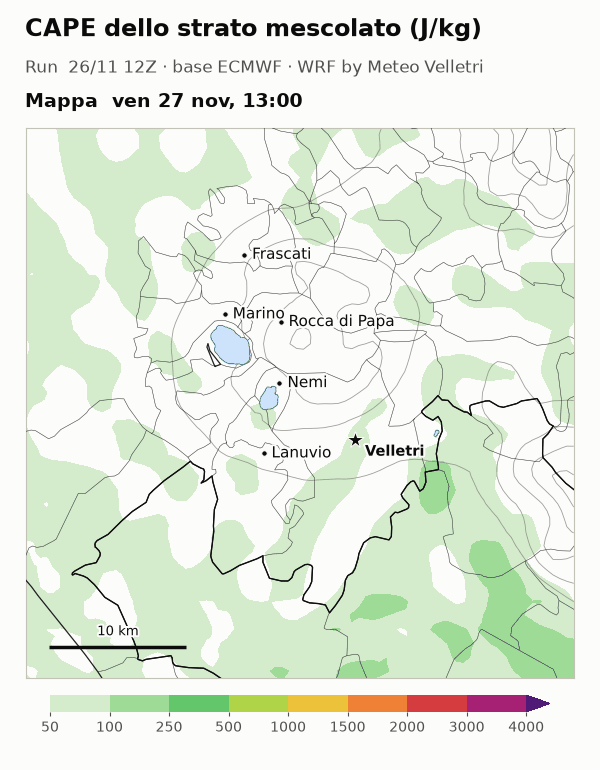 CAPE dello strato mescolato (J/kg)
Run  26/11 12Z · base ECMWF · WRF by Meteo Velletri
Mappa  ven 27 nov, 13:00
Frascati
Marino
Rocca di Papa
Nemi
Velletri
Lanuvio
10 km
50 100 250 500 1000 1500 2000 3000 4000